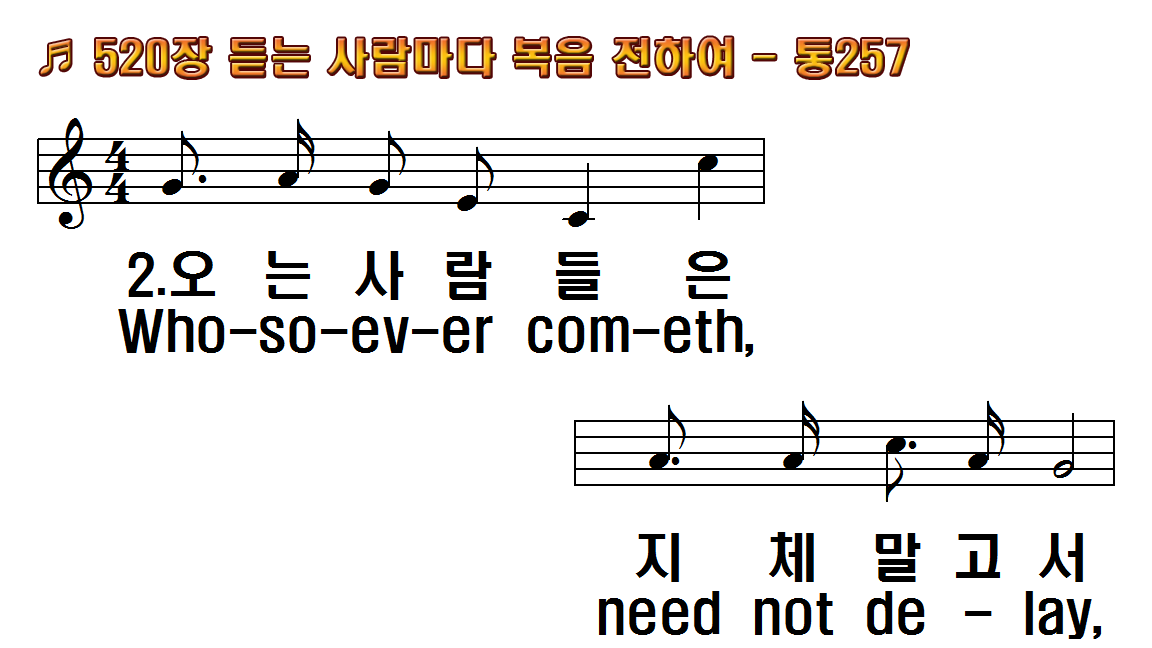 ♬ 520장 듣는 사람마다 복음 전하여 - 통257
2.오 는 사 람 들 은
Who-so-ev-er com-eth,
지 체 말 고 서
need not de - lay,